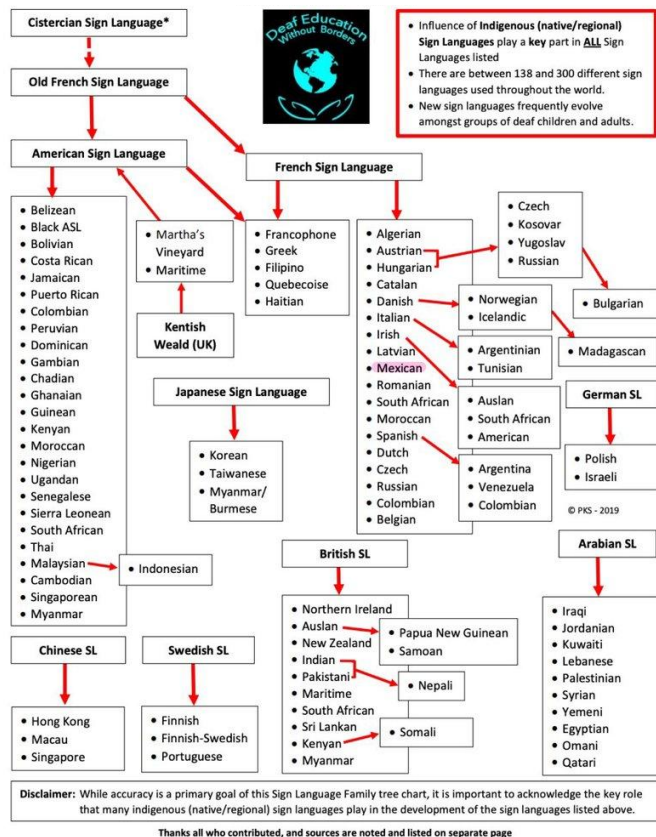 Cistercian Sign Language*
Deaf Education
Without Borders
• Influence of Indigenous (native/regional)
Sign Languages play a key part in ALL Sign
Languages listed
• There are between 138 and 300 different sign
languages used throughout the world.
• New sign languages frequently evolve
amongst groups of deaf children and adults.
Old French Sign Language
American Sign Language
French Sign Language
• Belizean
• Black ASL
• Bolivian
• Costa Rican
• Jamaican
• Puerto Rican
• Colombian
• Peruvian
• Dominican
• Gambian
• Chadian
• Ghanaian
• Guinean
• Kenyan
• Moroccan
• Nigerian
• Ugandan
• Senegalese
• Sierra Leonean
• South African
• Thai
• Malaysian
• Cambodian
• Singaporean
• Myanmar
• Indonesian
• Martha's
Vineyard
• Maritime
Kentish
Weald (UK)
• Francophone
• Greek
• Filipino
• Quebecoise
• Haitian
• Algerian
• Austrian
• Hungarian
• Catalan
• Danish
• Italian
• Irish
• Latvian
• Mexican
• Romanian
• South African
• Moroccan
• Spanish
• Dutch
• Czech
• Russian
• Colombian
• Belgian
• Czech
• Kosovar
• Yugoslav
• Russian
• Bulgarian
• Norwegian
• Icelandic
• Madagascan
• Argentinian
• Tunisian
• Auslan
• South African
• American
• Argentina
• Venezuela
• Colombian
German SL
• Polish
• Israeli
© PKS - 2019
Japanese Sign Language
• Korean
• Taiwanese
• Myanmar/
Burmese
British SL
• Northern Ireland
• Auslan
• New Zealand
• Indian
• Pakistani
• Maritime
• South African
• Sri Lankan
• Kenyan
• Myanmar
• Papua New Guinean
• Samoan
• Nepali
• Somali
Arabian SL
• Iraqi
• Jordanian
• Kuwaiti
• Lebanese
• Palestinian
• Syrian
• Yemeni
• Egyptian
• Omani
• Qatari
Chinese SL
• Hong Kong
• Macau
• Singapore
Swedish SL
• Finnish
• Finnish-Swedish
• Portuguese
Disclaimer: While accuracy is a primary goal of this Sign Language Family tree chart, it is important to acknowledge the key role
that many indigenous (native/regional) sign languages play in the development of the sign languages listed above.
Thanks all who contributed, and sources are noted and listed on separate page